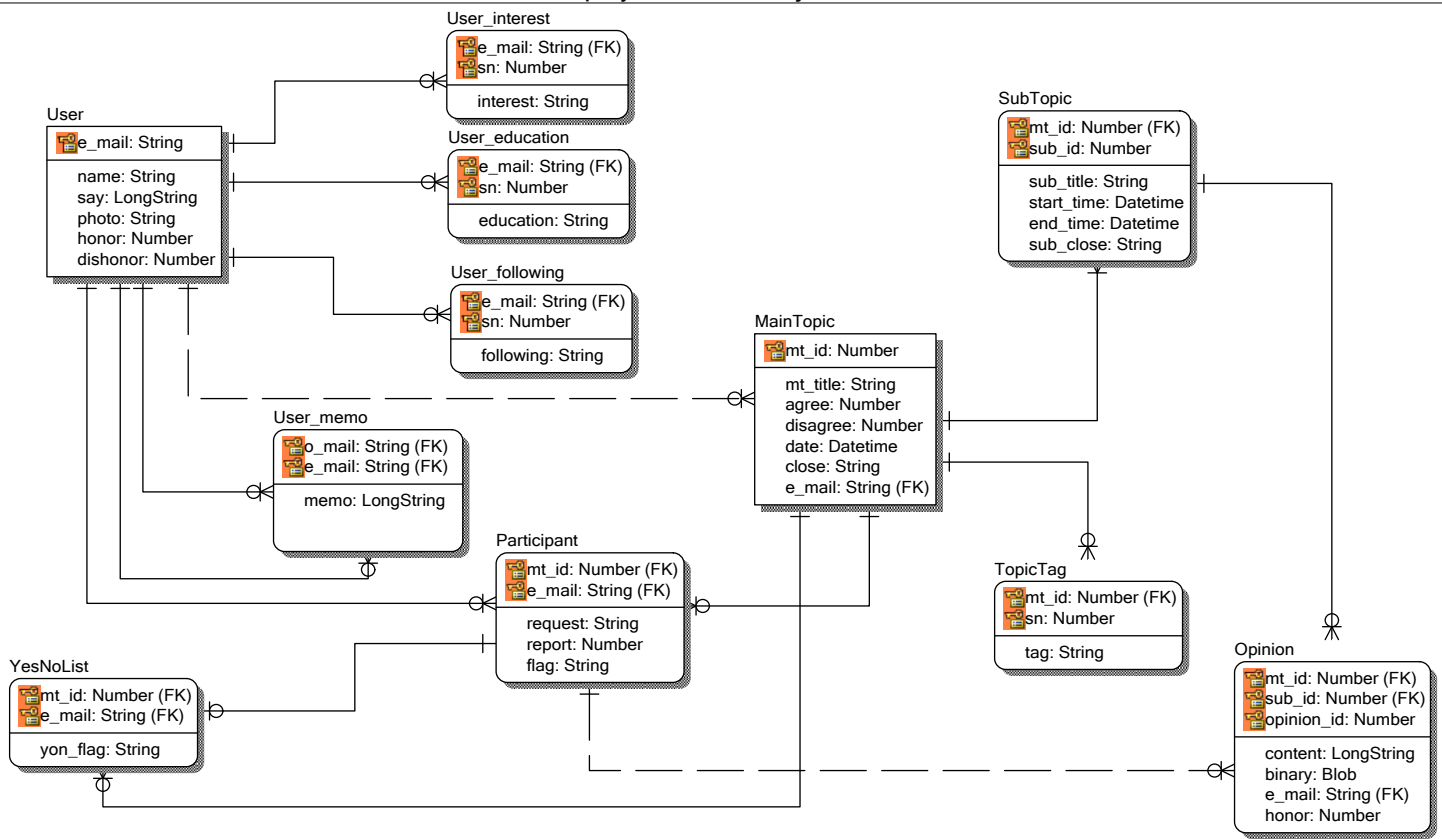 User_interest
e_mail: String (FK)
sn: Number
interest: String
User
e_mail: String
name: String
say: LongString
photo: String
honor: Number
dishonor: Number
User_education
e_mail: String (FK)
sn: Number
education: String
User_following
e_mail: String (FK)
sn: Number
following: String
SubTopic
mt_id: Number (FK)
sub_id: Number
sub_title: String
start_time: Datetime
end_time: Datetime
sub_close: String
MainTopic
mt_id: Number
mt_title: String
agree: Number
disagree: Number
date: Datetime
close: String
e_mail: String (FK)
User_memo
o_mail: String (FK)
e_mail: String (FK)
memo: LongString
Participant
mt_id: Number (FK)
e_mail: String (FK)
request: String
report: Number
flag: String
TopicTag
mt_id: Number (FK)
sn: Number
tag: String
YesNoList
mt_id: Number (FK)
e_mail: String (FK)
yon_flag: String
Opinion
mt_id: Number (FK)
sub_id: Number (FK)
opinion_id: Number
content: LongString
binary: Blob
e_mail: String (FK)
honor: Number